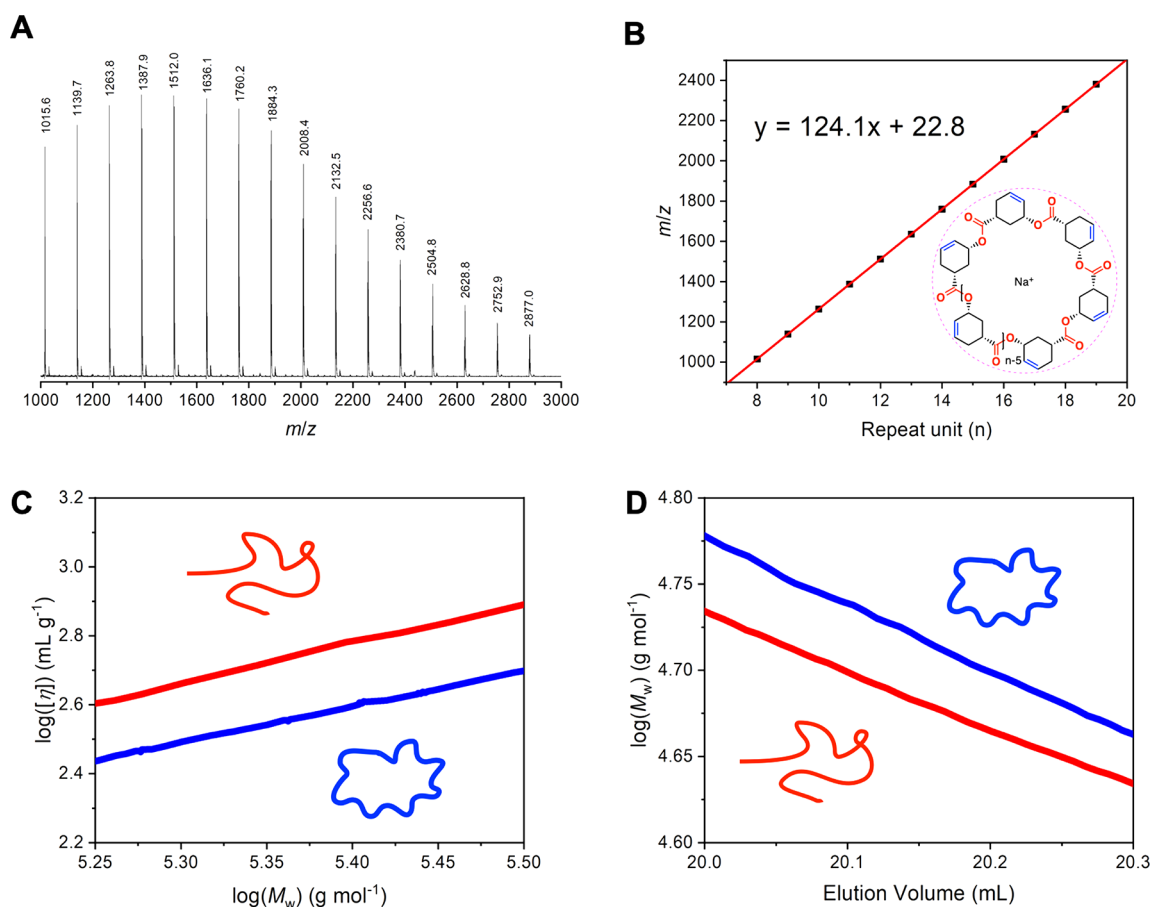 A
1015.6
1139.7
1263.8
1387.9
1512.0
1636.1
1760.2
1884.3
2008.4
2132.5
2256.6
2380.7
2504.8
2628.8
2752.9
2877.0
1000 1200 1400 1600 1800 2000 2200 2400 2600 2800 3000
m/z
B
y = 124.1x + 22.8
2400
2200
2000
1800
1600
1400
1200
1000
m/z
O
O
O
O
O
O
O
O
O
O
O
O
O
O
Na⁺
n-5
8 10 12 14 16 18 20
Repeat unit (n)
C
3.2
3.0
2.8
2.6
2.4
2.2
log([η]) (mL g⁻¹)
5.25 5.30 5.35 5.40 5.45 5.50
log(Mw) (g mol⁻¹)
D
4.80
4.75
4.70
4.65
4.60
log(Mw) (g mol⁻¹)
20.0 20.1 20.2 20.3
Elution Volume (mL)